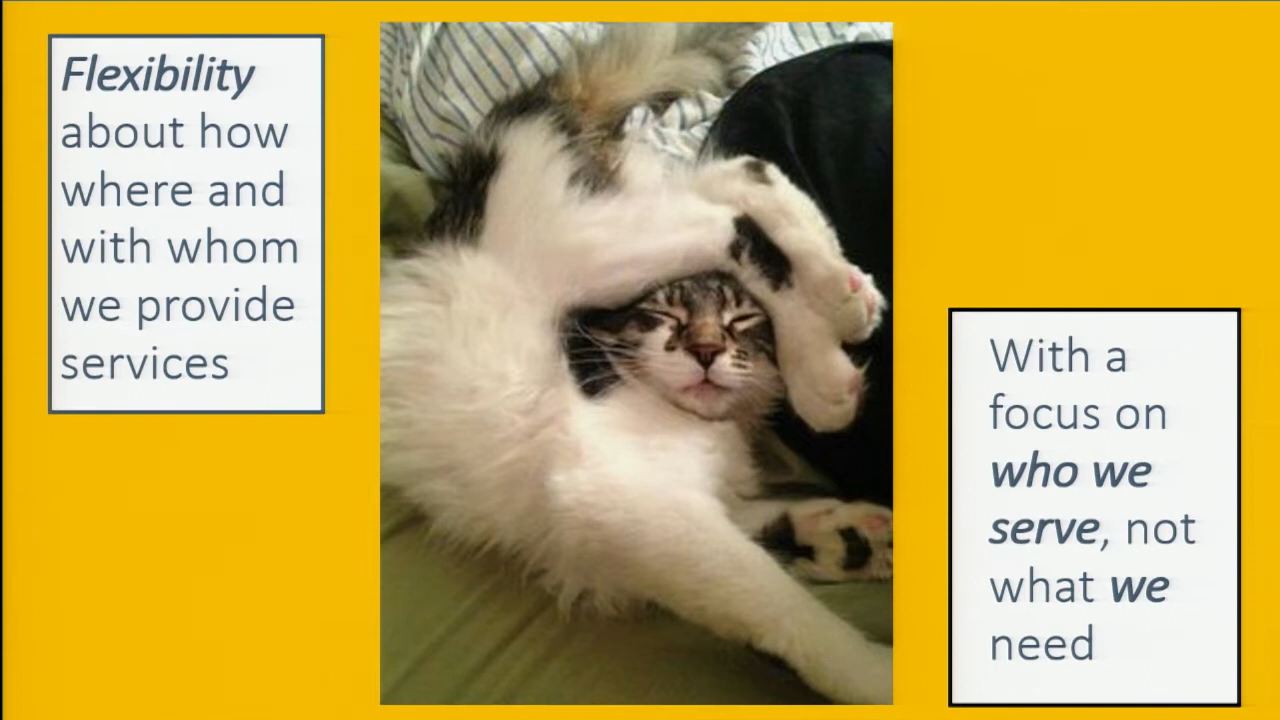 Flexibility
about how
where and
with whom
we provide
services
With a
focus on
who we
serve, not
what we
need